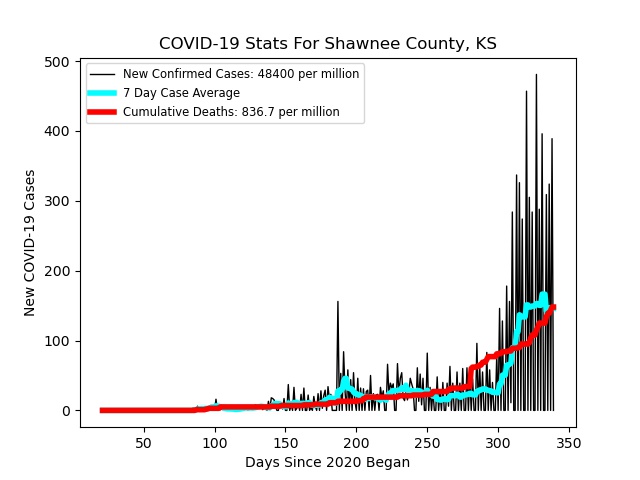 COVID-19 Stats For Shawnee County, KS
New Confirmed Cases: 48400 per million
7 Day Case Average
Cumulative Deaths: 836.7 per million
New COVID-19 Cases
500
400
300
200
100
0
50 100 150 200 250 300 350
Days Since 2020 Began